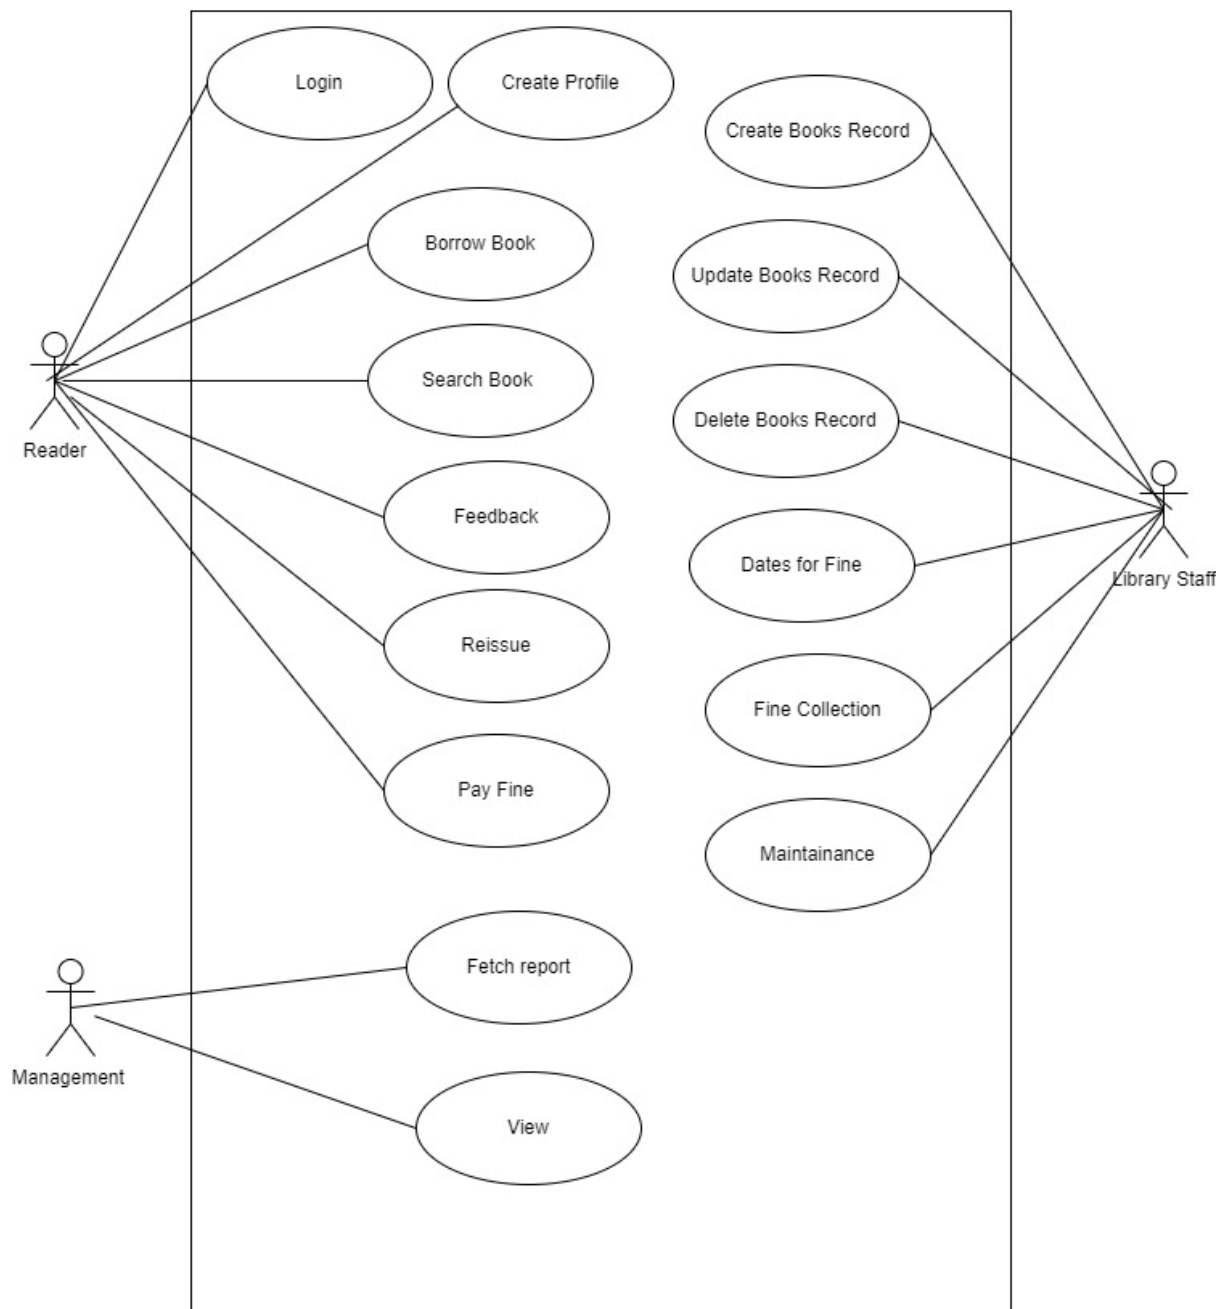 Login
Create Profile
Create Books Record
Borrow Book
Update Books Record
Search Book
Reader
Delete Books Record
Feedback
Dates for Fine
Library Staff
Reissue
Fine Collection
Pay Fine
Maintainance
Fetch report
Management
View